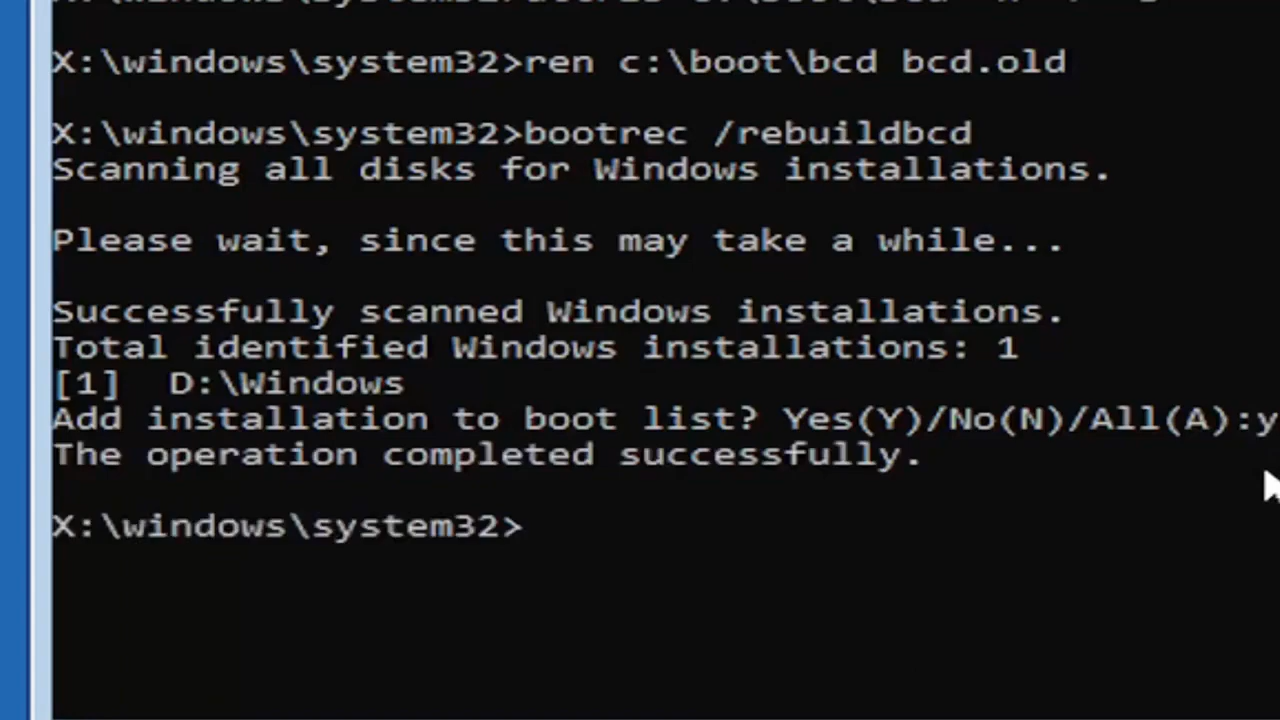 X:\windows\system32>ren c:\boot\bcd bcd.old
X:\windows\system32>bootrec /rebuildbcd
Scanning all disks for Windows installations.
Please wait, since this may take a while...
Successfully scanned Windows installations.
Total identified Windows installations: 1
[1]  D:\Windows
Add installation to boot list? Yes(Y)/No(N)/All(A):y
The operation completed successfully.
X:\windows\system32>